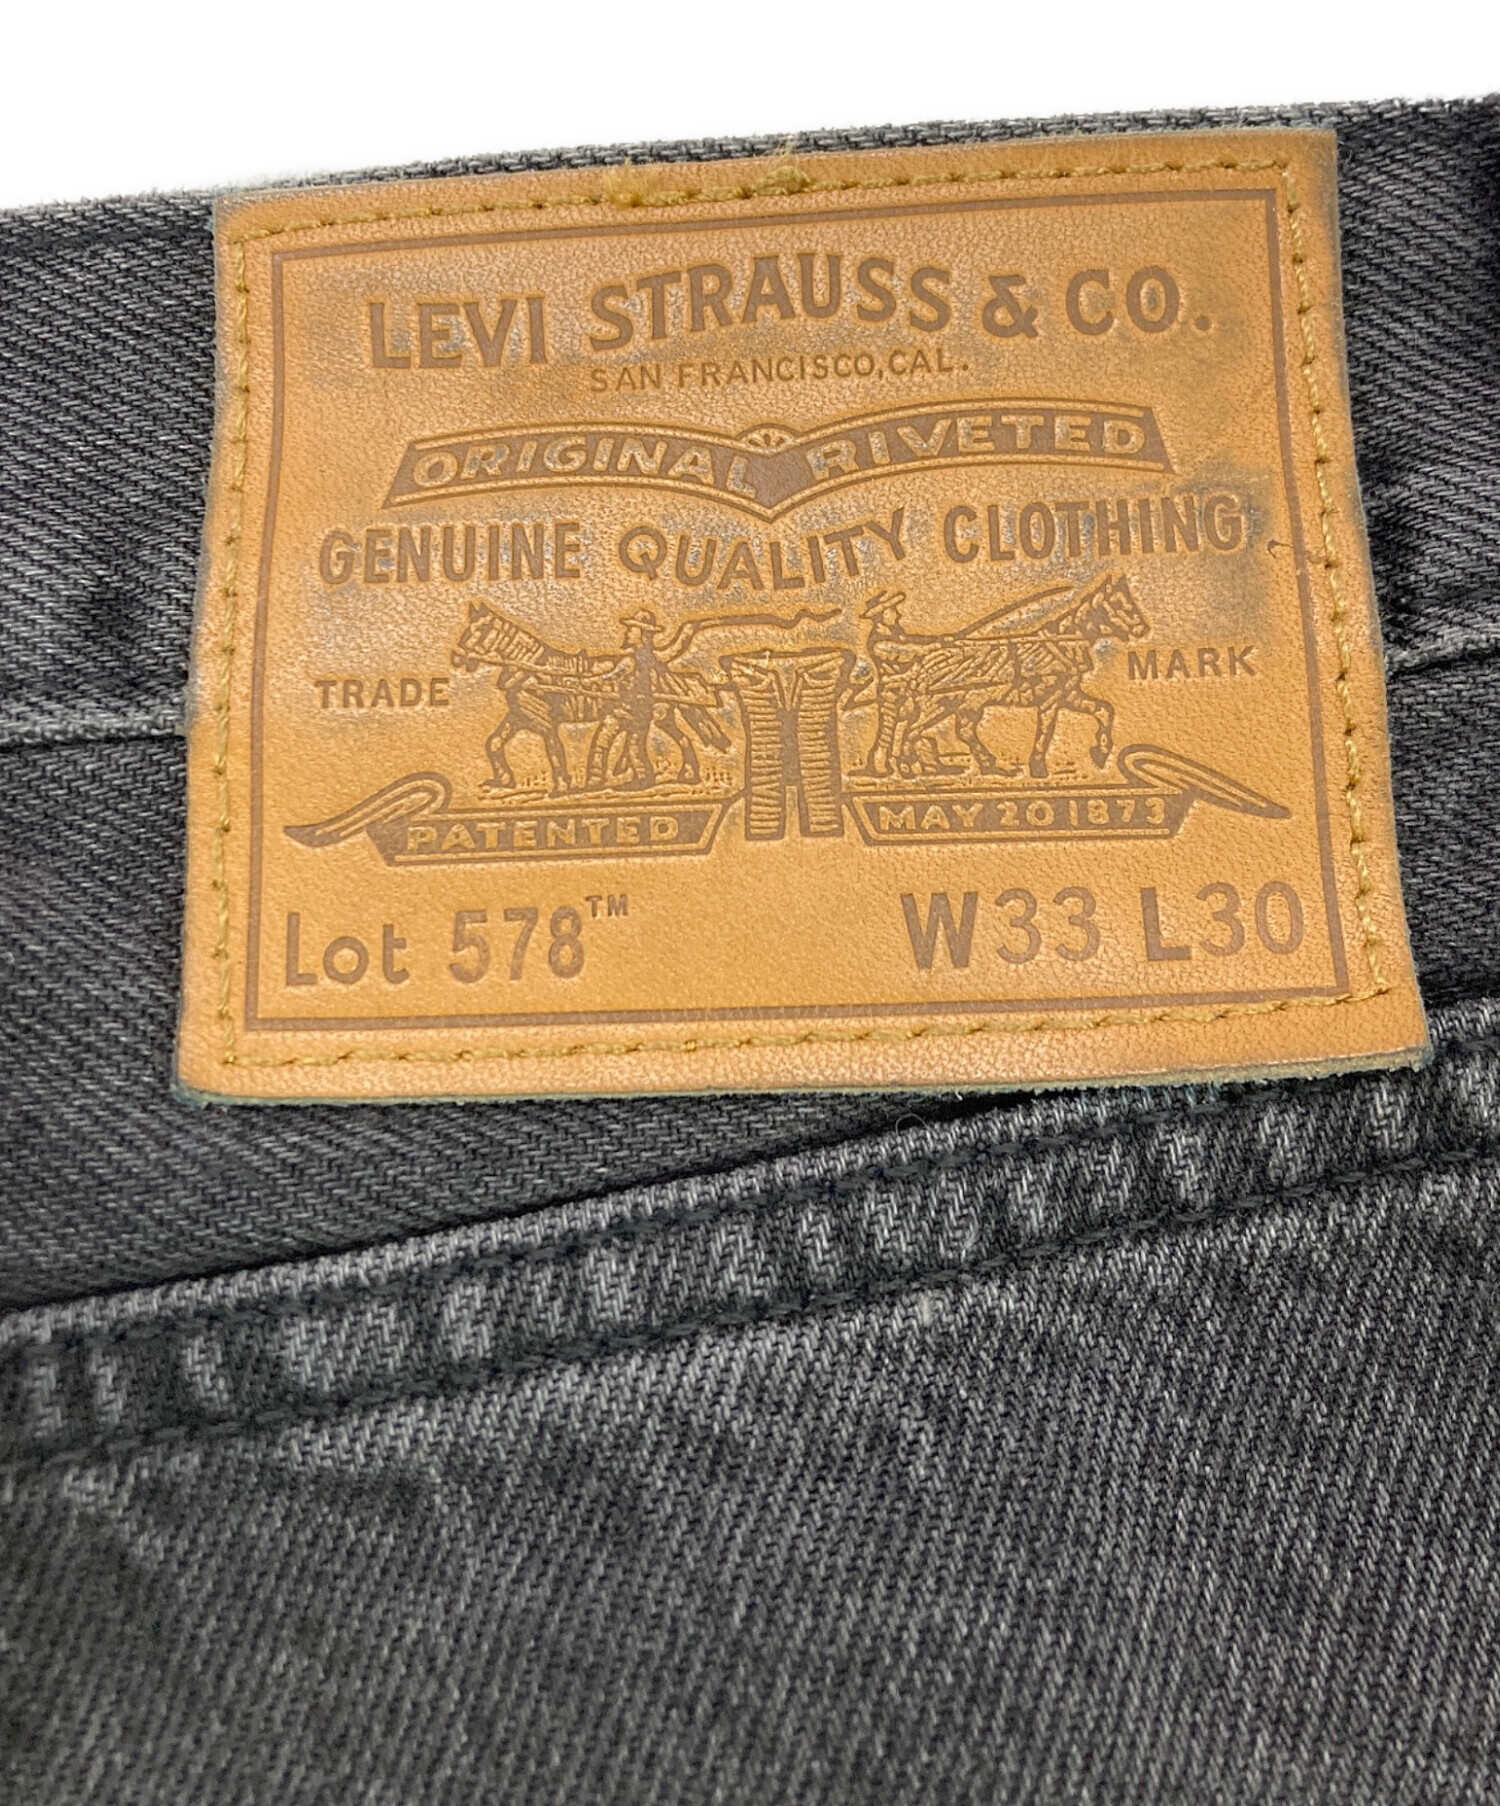 LEVI STRAUSS & CO.
SAN FRANCISCO, CAL.
ORIGINAL RIVETED
GENUINE QUALITY CLOTHING
TRADE MARK
PATENTED MAY 20 1873
Lot 578™ W33 L30